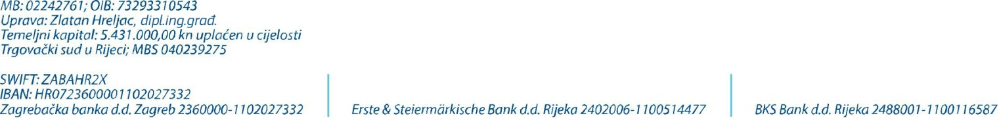 MB: 02242761; OIB: 73293310543
Uprava: Zlatan Hreljac, dipl.ing.građ.
Temeljni kapital: 5.431.000,00 kn uplaćen u cijelosti
Trgovački sud u Rijeci; MBS 040239275
SWIFT: ZABAHR2X
IBAN: HR0723600001102027332
Zagrebačka banka d.d. Zagreb 2360000-1102027332
Erste & Steiermärkische Bank d.d. Rijeka 2402006-1100514477
BKS Bank d.d. Rijeka 2488001-1100116587